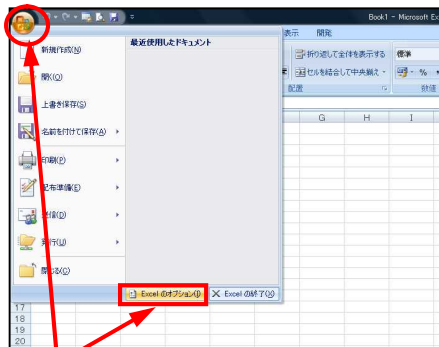 Book1 - Microsoft Ex
表示 開発
最近使用したドキュメント
新規作成(N)
開く(O)
上書き保存(S)
名前を付けて保存(A)
印刷(P)
配布準備(E)
送信(D)
発行(U)
閉じる(C)
Excel のオプション(I) Excel の終了(X)
折り返して全体を表示する 標準
セルを結合して中央揃え %
配置 数値
G H I
17
18
19
20